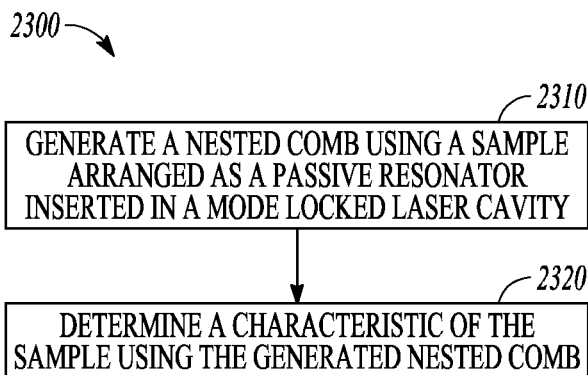 2300
2310
GENERATE A NESTED COMB USING A SAMPLE
ARRANGED AS A PASSIVE RESONATOR
INSERTED IN A MODE LOCKED LASER CAVITY
2320
DETERMINE A CHARACTERISTIC OF THE
SAMPLE USING THE GENERATED NESTED COMB